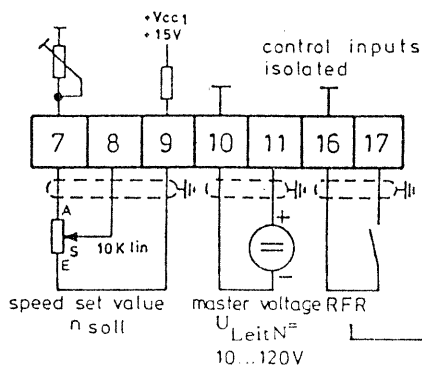 +Vcc1
+15V
control inputs
isolated
7 8 9 10 11 16 17
A
S
E
10K lin
+
−
speed set value
n soll
master voltage
U LeitN=
10...120V
RFR